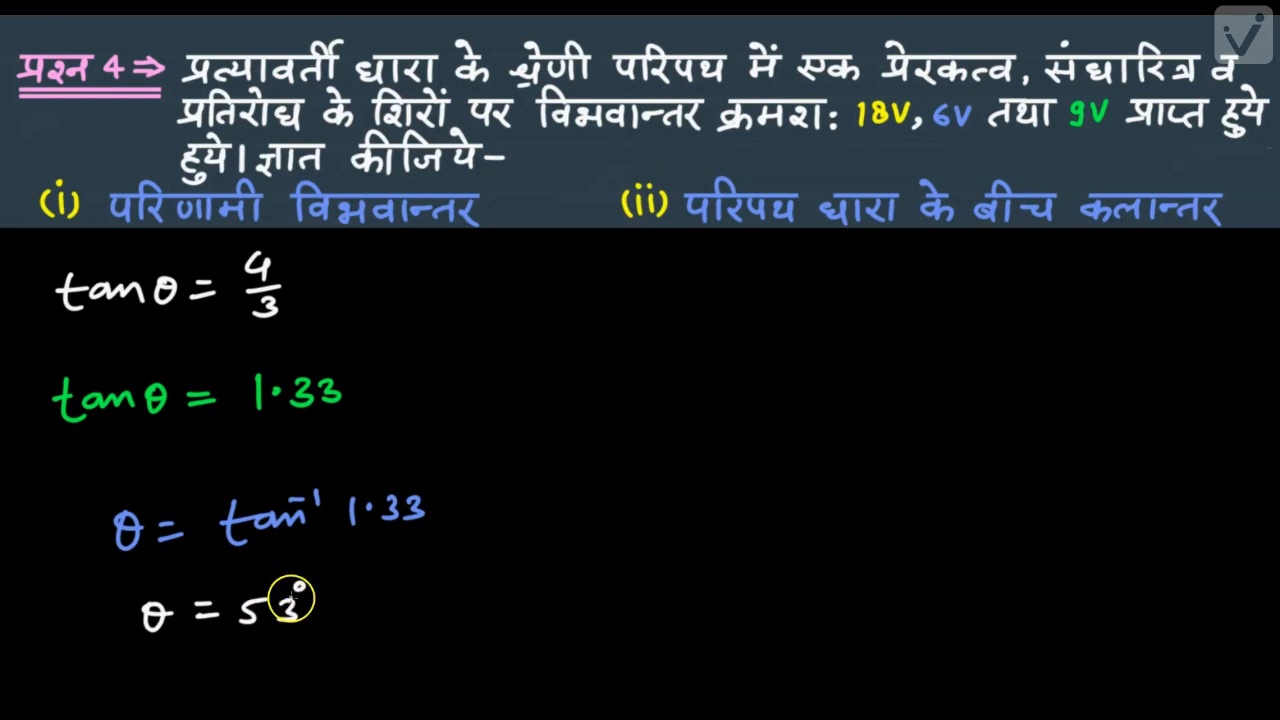 प्रश्न 4⇒ प्रत्यावर्ती धारा के श्रेणी परिपथ में एक प्रेरकत्व, संधारित्र व
प्रतिरोध के शिरों पर विभवान्तर क्रमश: 18V, 6V तथा 9V प्राप्त हुये
हुये। ज्ञात कीजिये-
(i) परिणामी विभवान्तर (ii) परिपथ धारा के बीच कलान्तर
tanθ = 4/3
tanθ = 1.33
θ = tan⁻¹ 1.33
θ = 53°